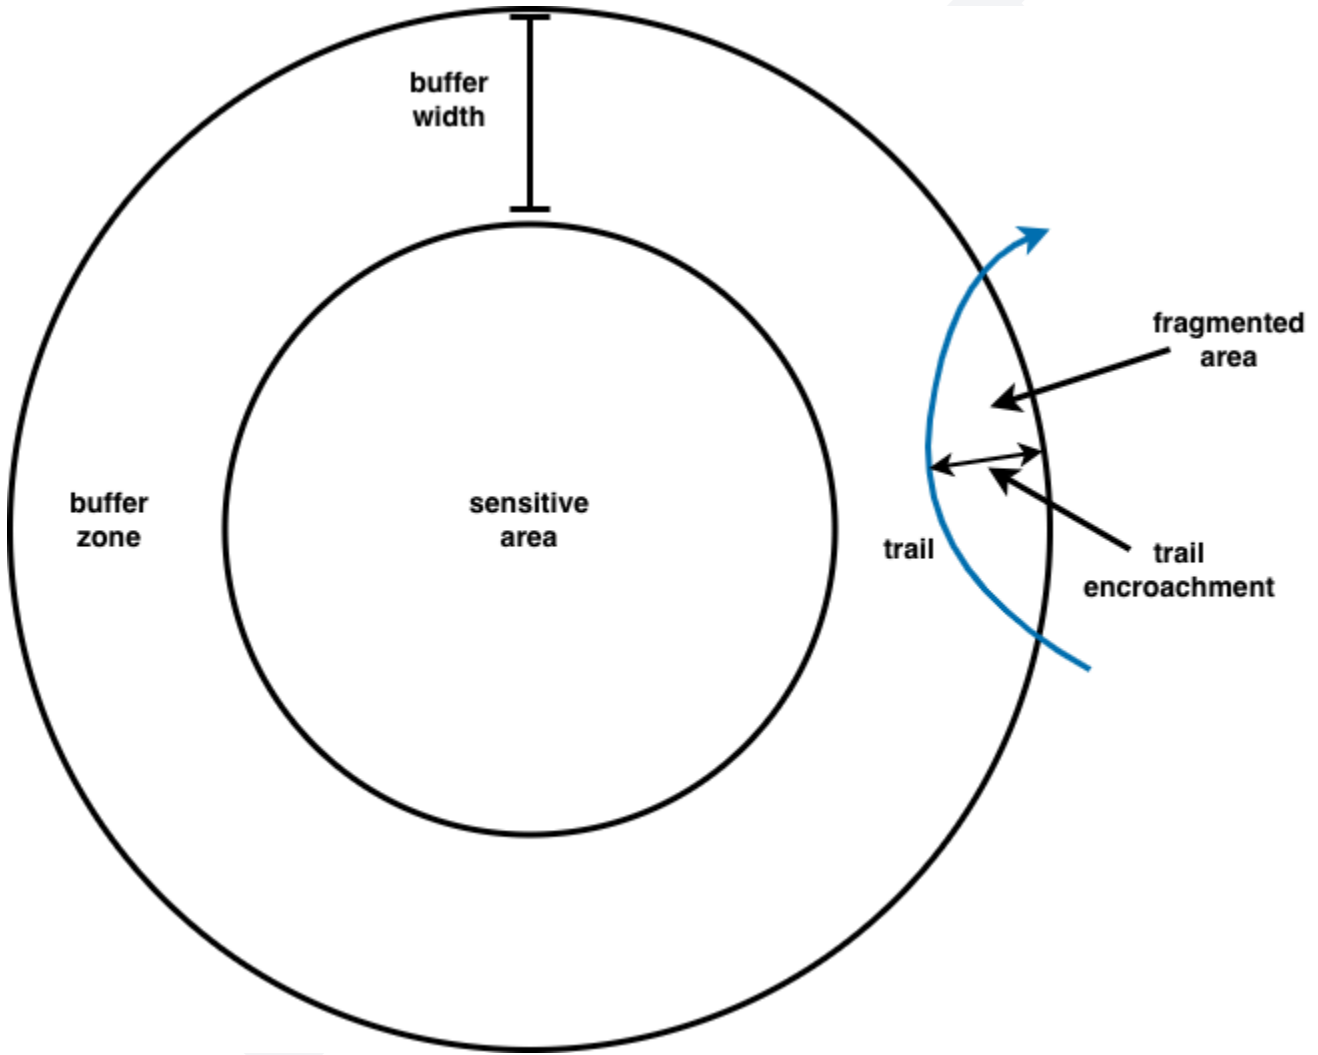 buffer
width
fragmented
area
buffer
zone
sensitive
area
trail
trail
encroachment